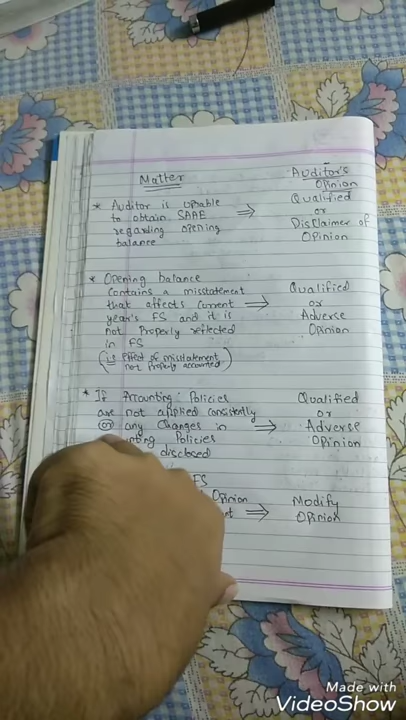 Matter
Auditor's
Opinion
* Auditor is unable
to obtain SAAE
regarding opening
balance
⇒
Qualified
or
Disclaimer of
Opinion
* Opening balance
contains a misstatement
that affects current
year's FS and it is
not Properly reflected
in FS
(ie effect of misstatement
not properly accounted)
⇒
Qualified
or
Adverse
Opinion
* If Accounting Policies
are not applied consistently
or any changes in
nting Policies
disclosed
⇒
Qualified
or
Adverse
Opinion
FS
Opinion
nt
⇒
Modify
Opinion
Made with
VideoShow